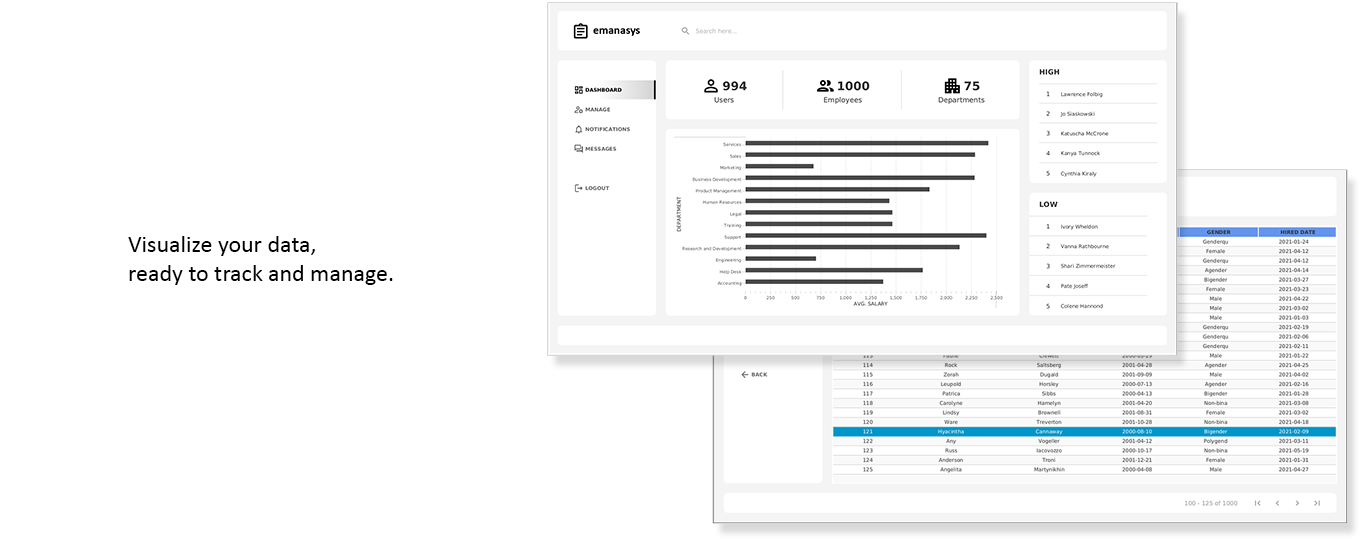 Visualize your data,
ready to track and manage.
emanasys
Search here...
DASHBOARD
MANAGE
NOTIFICATIONS
MESSAGES
LOGOUT
994
Users
1000
Employees
75
Departments
DEPARTMENT
Services
Sales
Marketing
Business Development
Product Management
Human Resources
Legal
Training
Support
Research and Development
Engineering
Help Desk
Accounting
0 250 500 750 1,000 1,250 1,500 1,750 2,000 2,250 2,500
AVG. SALARY
HIGH
1 Lawrence Folbig
2 Jo Siaskowski
3 Katuscha McCrone
4 Kanya Tunnock
5 Cynthia Kiraly
LOW
1 Ivory Wheldon
2 Vanna Rathbourne
3 Shari Zimmermeister
4 Pate Joseff
5 Colene Hannond
GENDER HIRED DATE
Genderqu 2021-01-24
Female 2021-04-12
Genderqu 2021-04-12
Agender 2021-04-14
Bigender 2021-03-27
Female 2021-03-23
Male 2021-04-22
Male 2021-03-02
Male 2021-01-03
Genderqu 2021-02-19
Genderqu 2021-02-06
Genderqu 2021-02-11
Male 2021-01-22
114 Rock Saltsberg 2001-04-28 Agender 2021-04-25
115 Zorah Dugald 2001-09-09 Male 2021-04-02
116 Leupold Horsley 2000-07-13 Agender 2021-02-16
117 Patrica Sibbs 2000-04-13 Bigender 2021-01-28
118 Carolyne Hamelyn 2001-04-20 Non-bina 2021-03-08
119 Lindsy Brownell 2001-08-31 Female 2021-03-02
120 Ware Treverton 2001-10-28 Non-bina 2021-04-18
121 Hyacintha Cannaway 2000-08-10 Bigender 2021-02-09
122 Any Vogeller 2001-04-12 Polygend 2021-03-11
123 Russ Iacovozzo 2000-10-17 Non-bina 2021-05-19
124 Anderson Troni 2001-12-21 Female 2021-01-31
125 Angelita Martynikhin 2000-04-08 Male 2021-04-27
BACK
100 - 125 of 1000